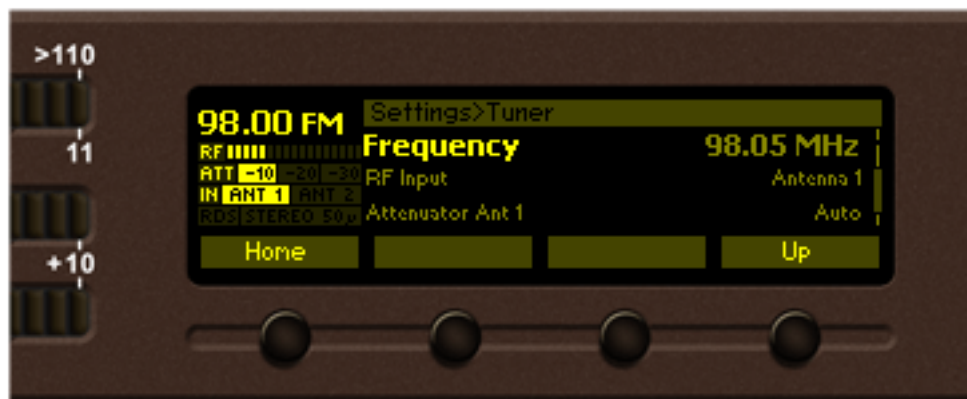 >110
11
+10
98.00 FM
RF
ATT -10 -20 -30
IN ANT 1 ANT 2
RDS STEREO 50µ
Settings>Tuner
Frequency 98.05 MHz
RF Input Antenna 1
Attenuator Ant 1 Auto
Home Up